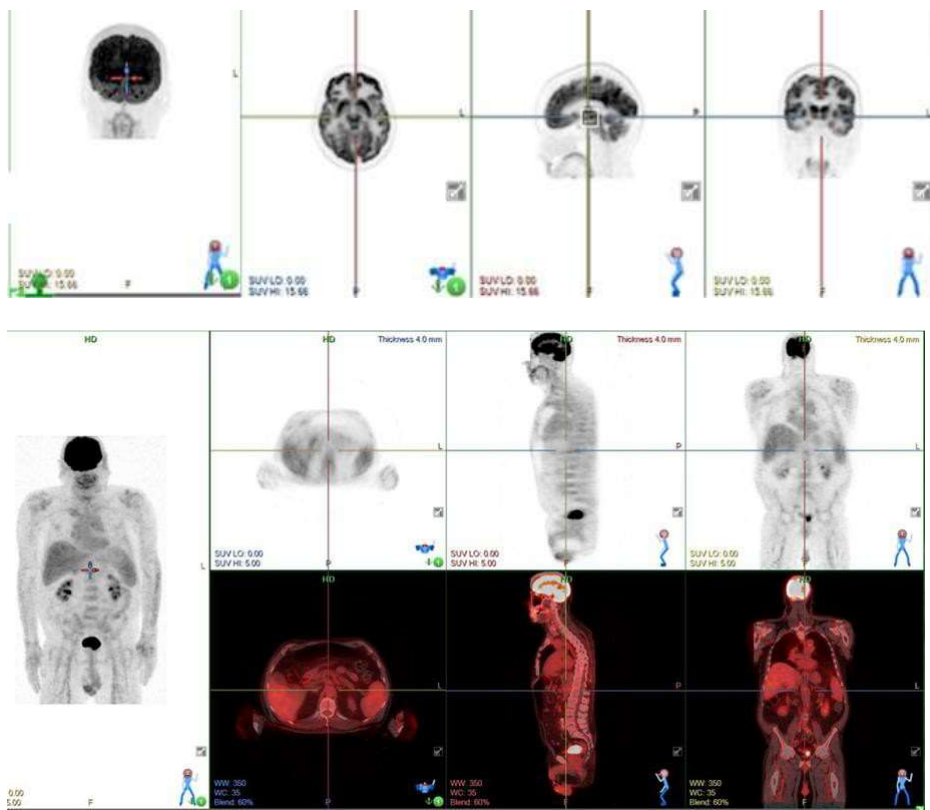 L
L
P
L
SUV LO: 0.00
SUV HI: 15.66
F
SUV LO: 0.00
SUV HI: 15.66
P
SUV LO: 0.00
SUV HI: 15.66
F
SUV LO: 0.00
SUV HI: 15.66
F
HD
HD
Thickness 4.0 mm
HD
Thickness 4.0 mm
HD
Thickness 4.0 mm
L
P
L
SUV LO: 0.00
SUV HI: 5.00
P
SUV LO: 0.00
SUV HI: 5.00
F
SUV LO: 0.00
SUV HI: 5.00
F
L
HD
HD
HD
L
P
L
0.00
5.00
F
WW: 350
WC: 35
Blend: 60%
P
WW: 350
WC: 35
Blend: 60%
F
WW: 350
WC: 35
Blend: 60%
F